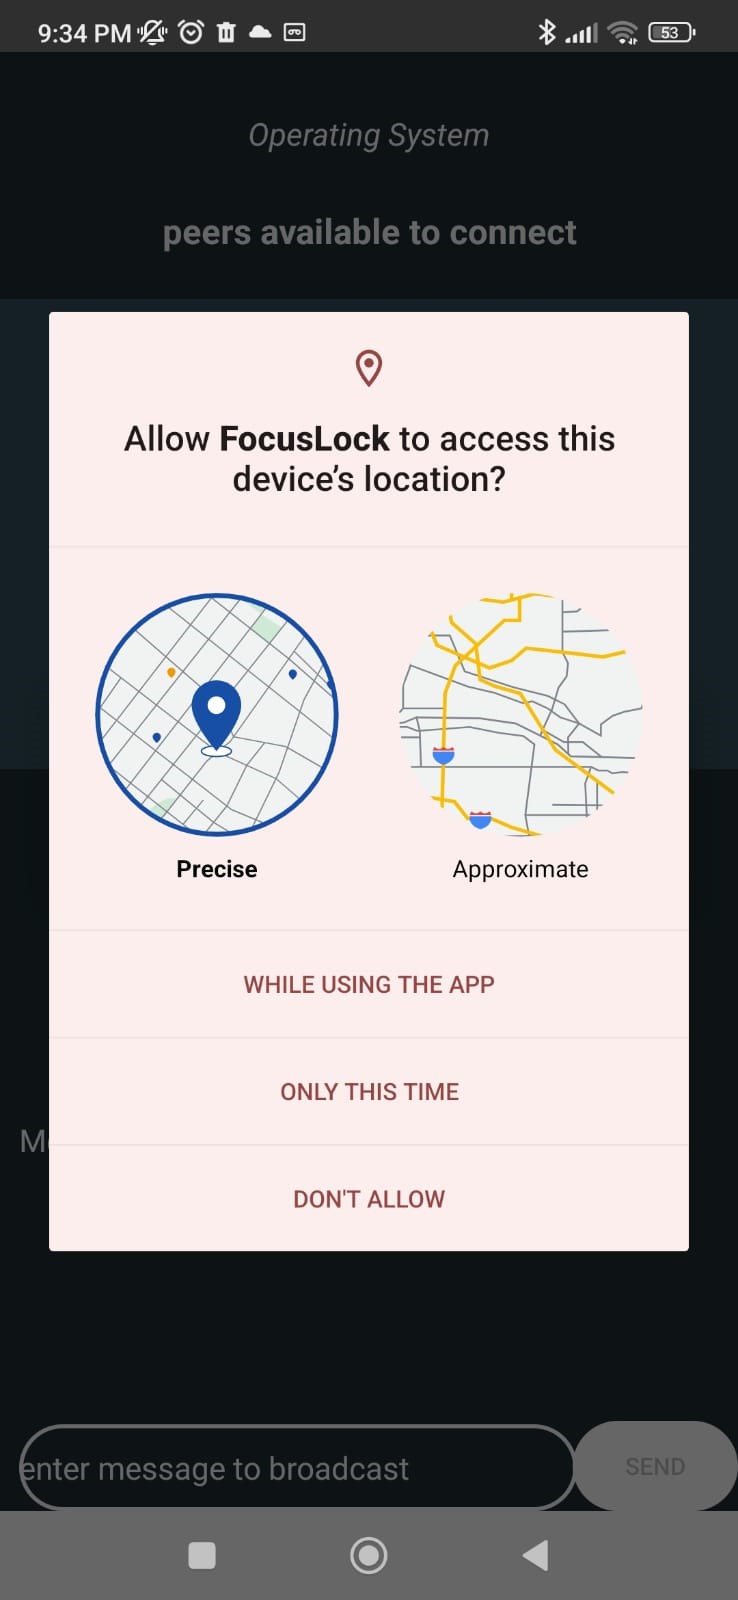 9:34 PM
53
Operating System
peers available to connect
Allow FocusLock to access this
device’s location?
Precise
Approximate
WHILE USING THE APP
ONLY THIS TIME
DON'T ALLOW
M
enter message to broadcast
SEND